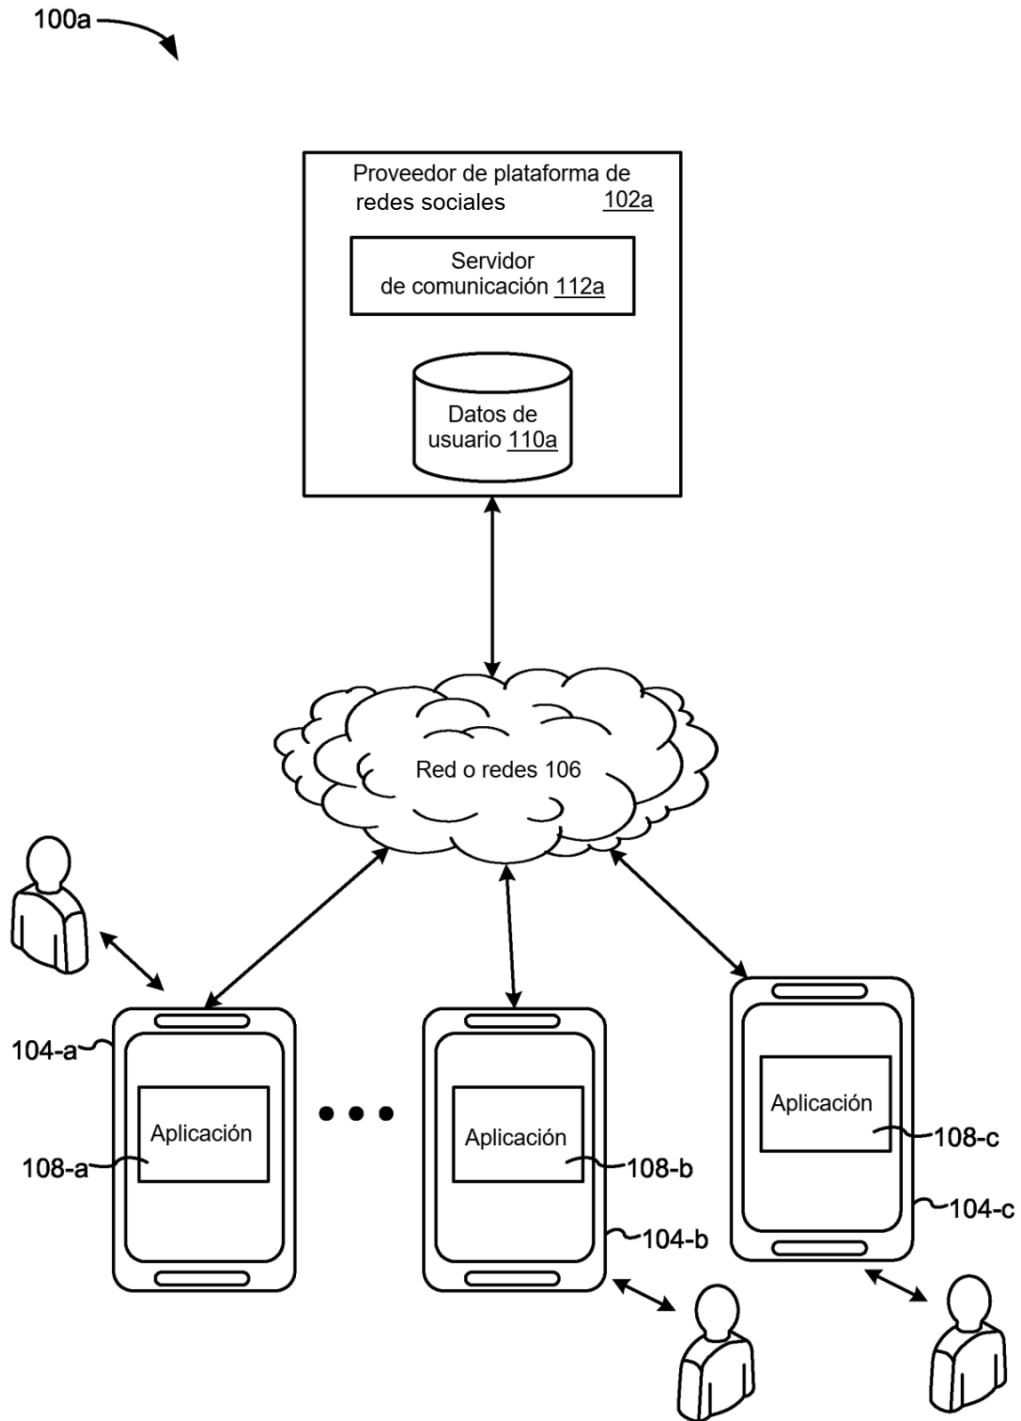 100a
Proveedor de plataforma de
redes sociales 102a
Servidor
de comunicación 112a
Datos de
usuario 110a
Red o redes 106
104-a
Aplicación
108-a
Aplicación
108-b
104-b
Aplicación
108-c
104-c